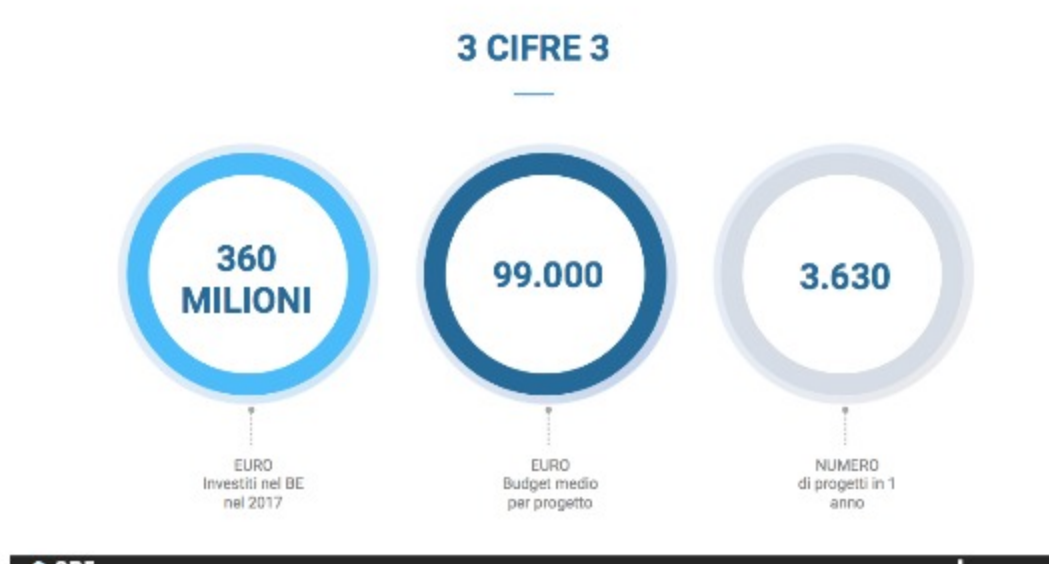 3 CIFRE 3
360
MILIONI
99.000
3.630
EURO
Investiti nel BE
nel 2017
EURO
Budget medio
per progetto
NUMERO
di progetti in 1
anno